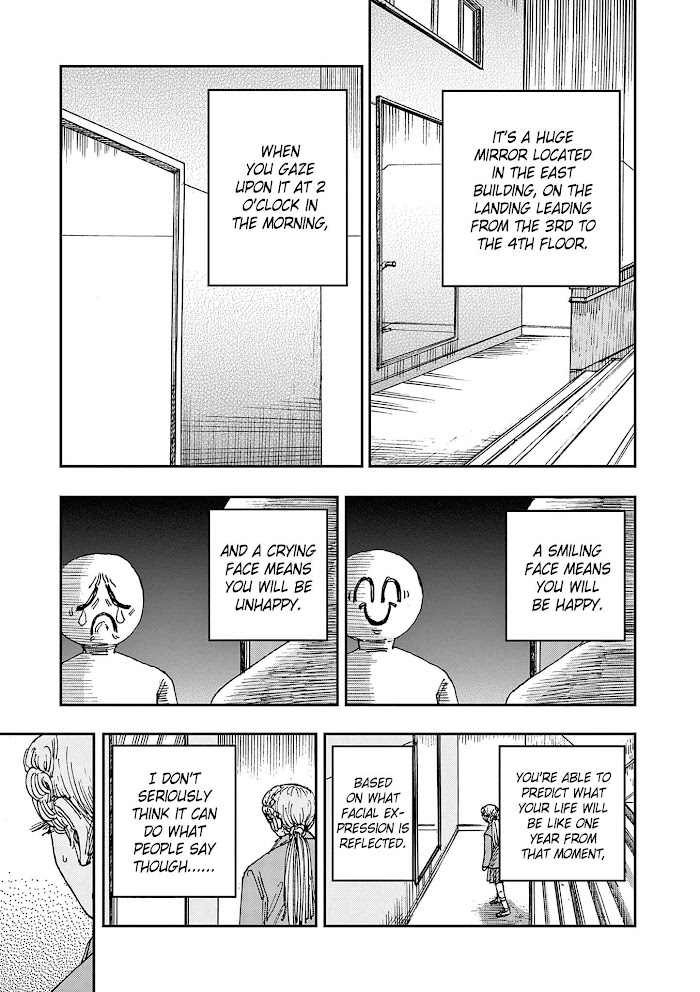 IT'S A HUGE
MIRROR LOCATED
IN THE EAST
BUILDING, ON THE
LANDING LEADING
FROM THE 3RD TO
THE 4TH FLOOR.
WHEN
YOU GAZE
UPON IT AT 2
O'CLOCK IN
THE MORNING,
A SMILING
FACE MEANS
YOU WILL
BE HAPPY.
AND A CRYING
FACE MEANS
YOU WILL BE
UNHAPPY.
YOU'RE ABLE TO
PREDICT WHAT
YOUR LIFE WILL
BE LIKE ONE
YEAR FROM
THAT MOMENT,
BASED
ON WHAT
FACIAL EX-
PRESSION IS
REFLECTED.
I DON'T
SERIOUSLY
THINK IT CAN
DO WHAT
PEOPLE SAY
THOUGH......